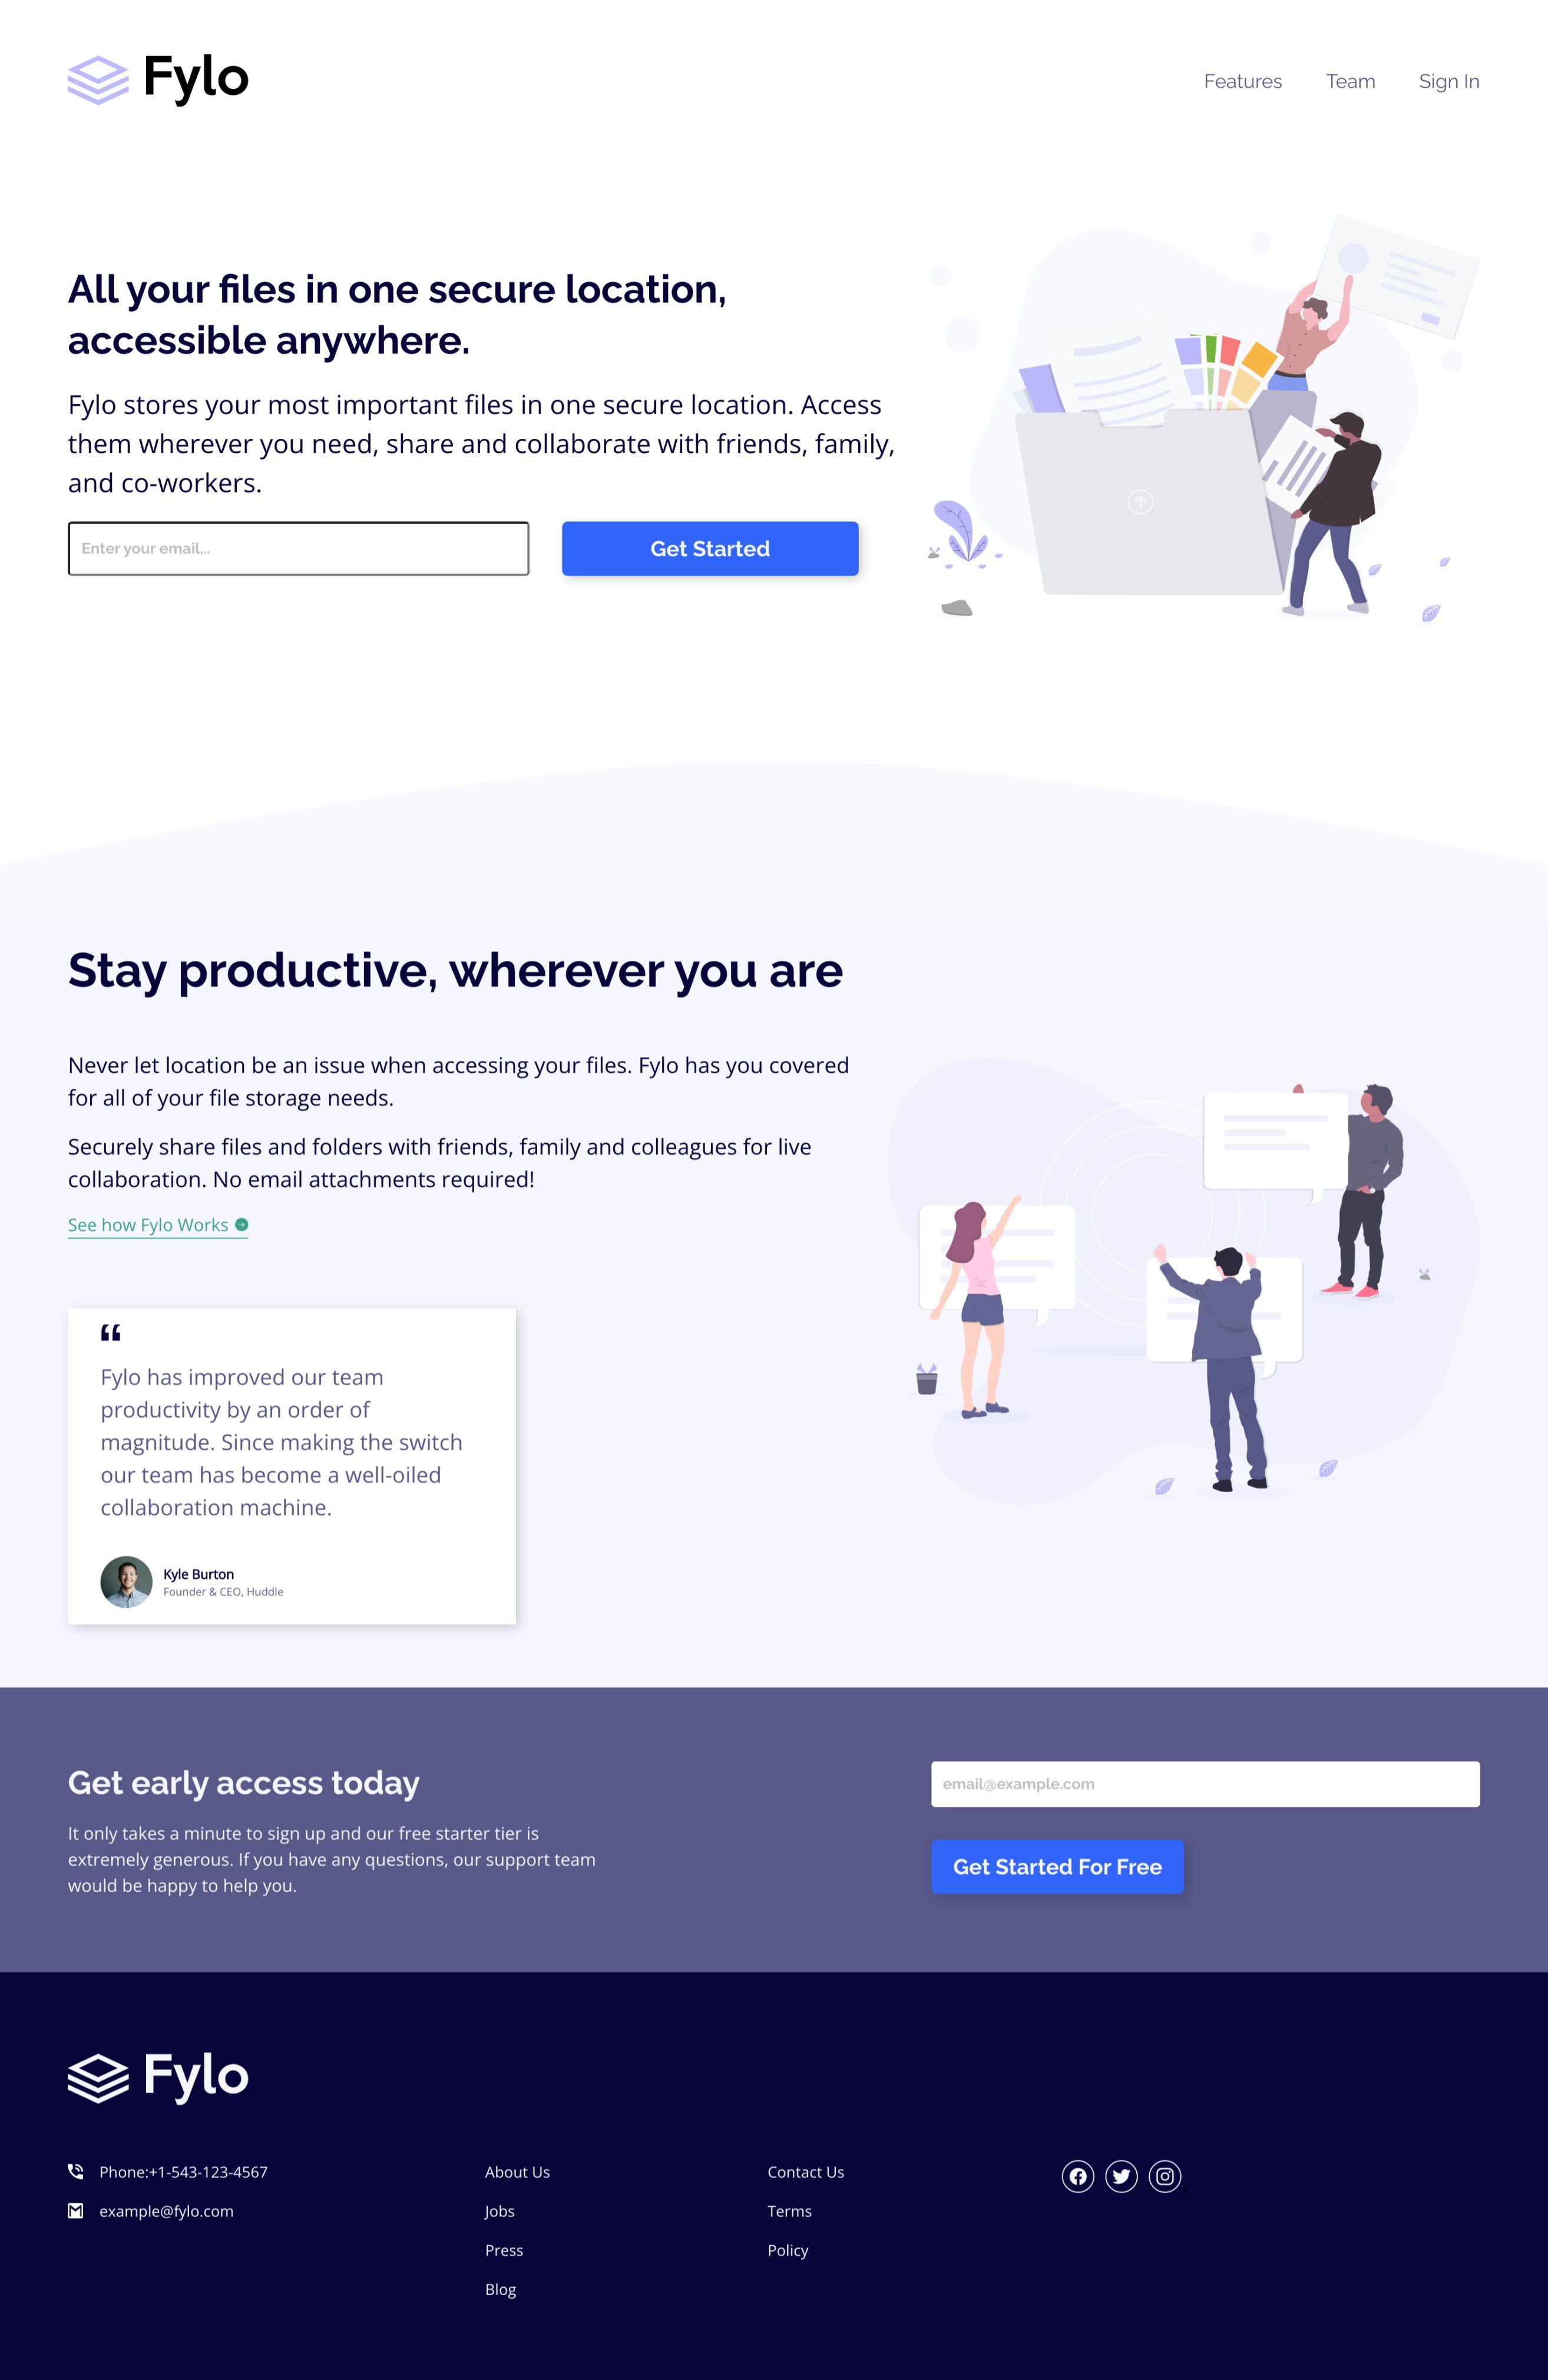 Fylo
Features
Team
Sign In
All your files in one secure location,
accessible anywhere.
Fylo stores your most important files in one secure location. Access
them wherever you need, share and collaborate with friends, family,
and co-workers.
Enter your email...
Get Started
Stay productive, wherever you are
Never let location be an issue when accessing your files. Fylo has you covered
for all of your file storage needs.
Securely share files and folders with friends, family and colleagues for live
collaboration. No email attachments required!
See how Fylo Works
“
Fylo has improved our team
productivity by an order of
magnitude. Since making the switch
our team has become a well-oiled
collaboration machine.
Kyle Burton
Founder & CEO, Huddle
Get early access today
It only takes a minute to sign up and our free starter tier is
extremely generous. If you have any questions, our support team
would be happy to help you.
email@example.com
Get Started For Free
Fylo
Phone:+1-543-123-4567
example@fylo.com
About Us
Jobs
Press
Blog
Contact Us
Terms
Policy